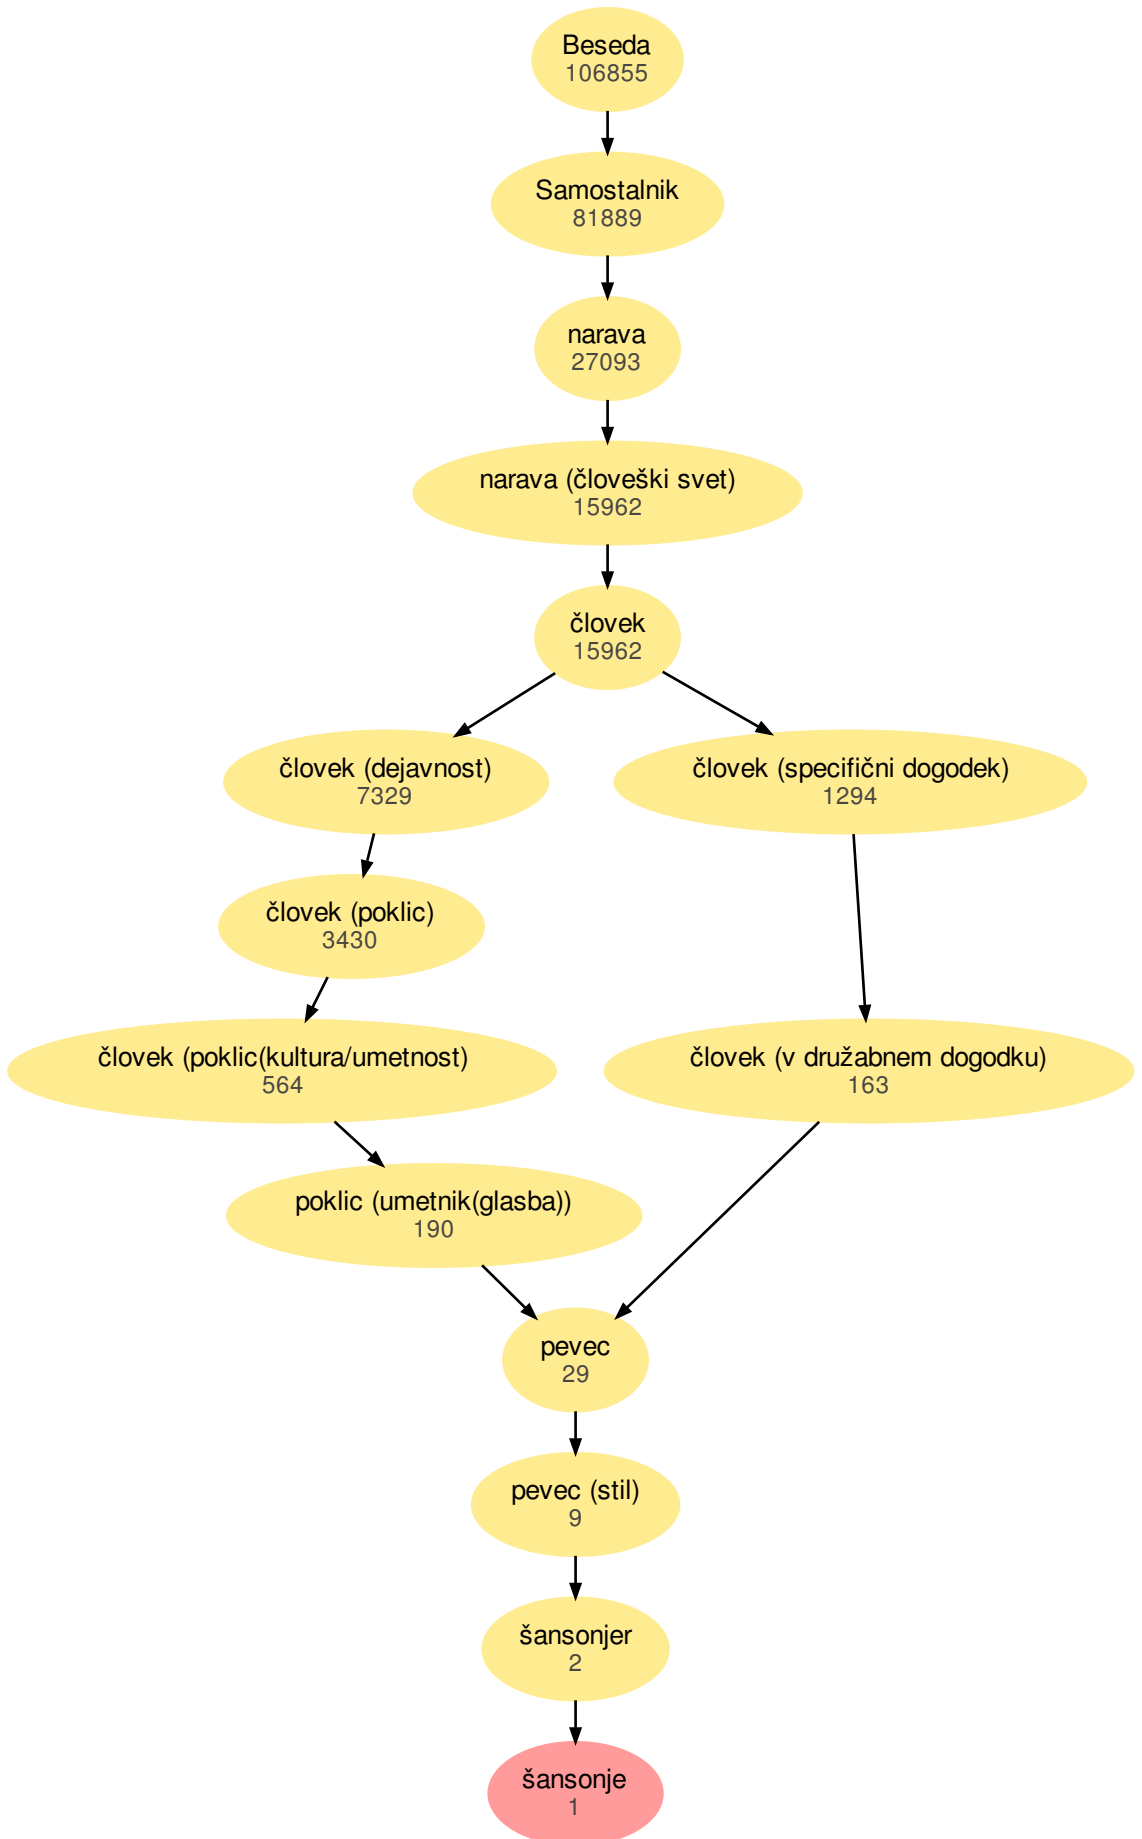 Beseda
106855
Samostalnik
81889
narava
27093
narava (človeški svet)
15962
človek
15962
človek (dejavnost)
7329
človek (specifični dogodek)
1294
človek (poklic)
3430
človek (poklic(kultura/umetnost)
564
človek (v družabnem dogodku)
163
poklic (umetnik(glasba))
190
pevec
29
pevec (stil)
9
šansonjer
2
šansonje
1